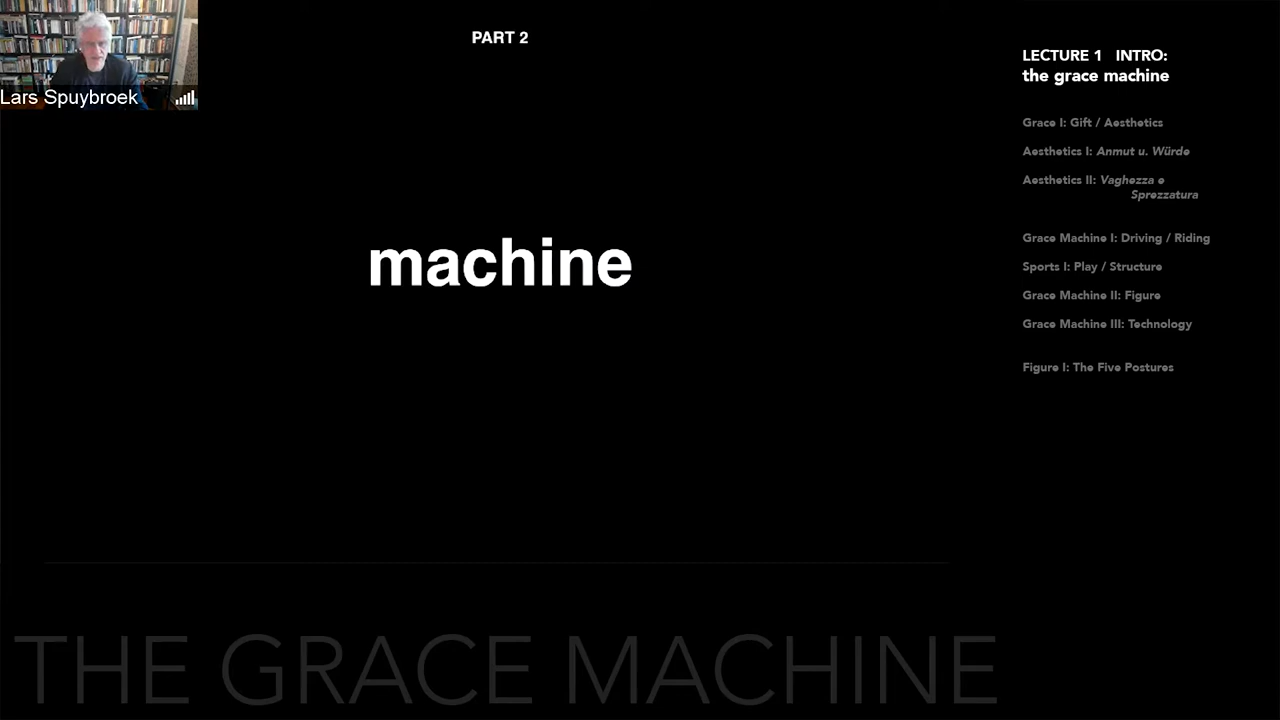 Lars Spuybroek
PART 2
machine
THE GRACE MACHINE
LECTURE 1 INTRO:
the grace machine
Grace I: Gift / Aesthetics
Aesthetics I: Anmut u. Würde
Aesthetics II: Vaghezza e
Sprezzatura
Grace Machine I: Driving / Riding
Sports I: Play / Structure
Grace Machine II: Figure
Grace Machine III: Technology
Figure I: The Five Postures